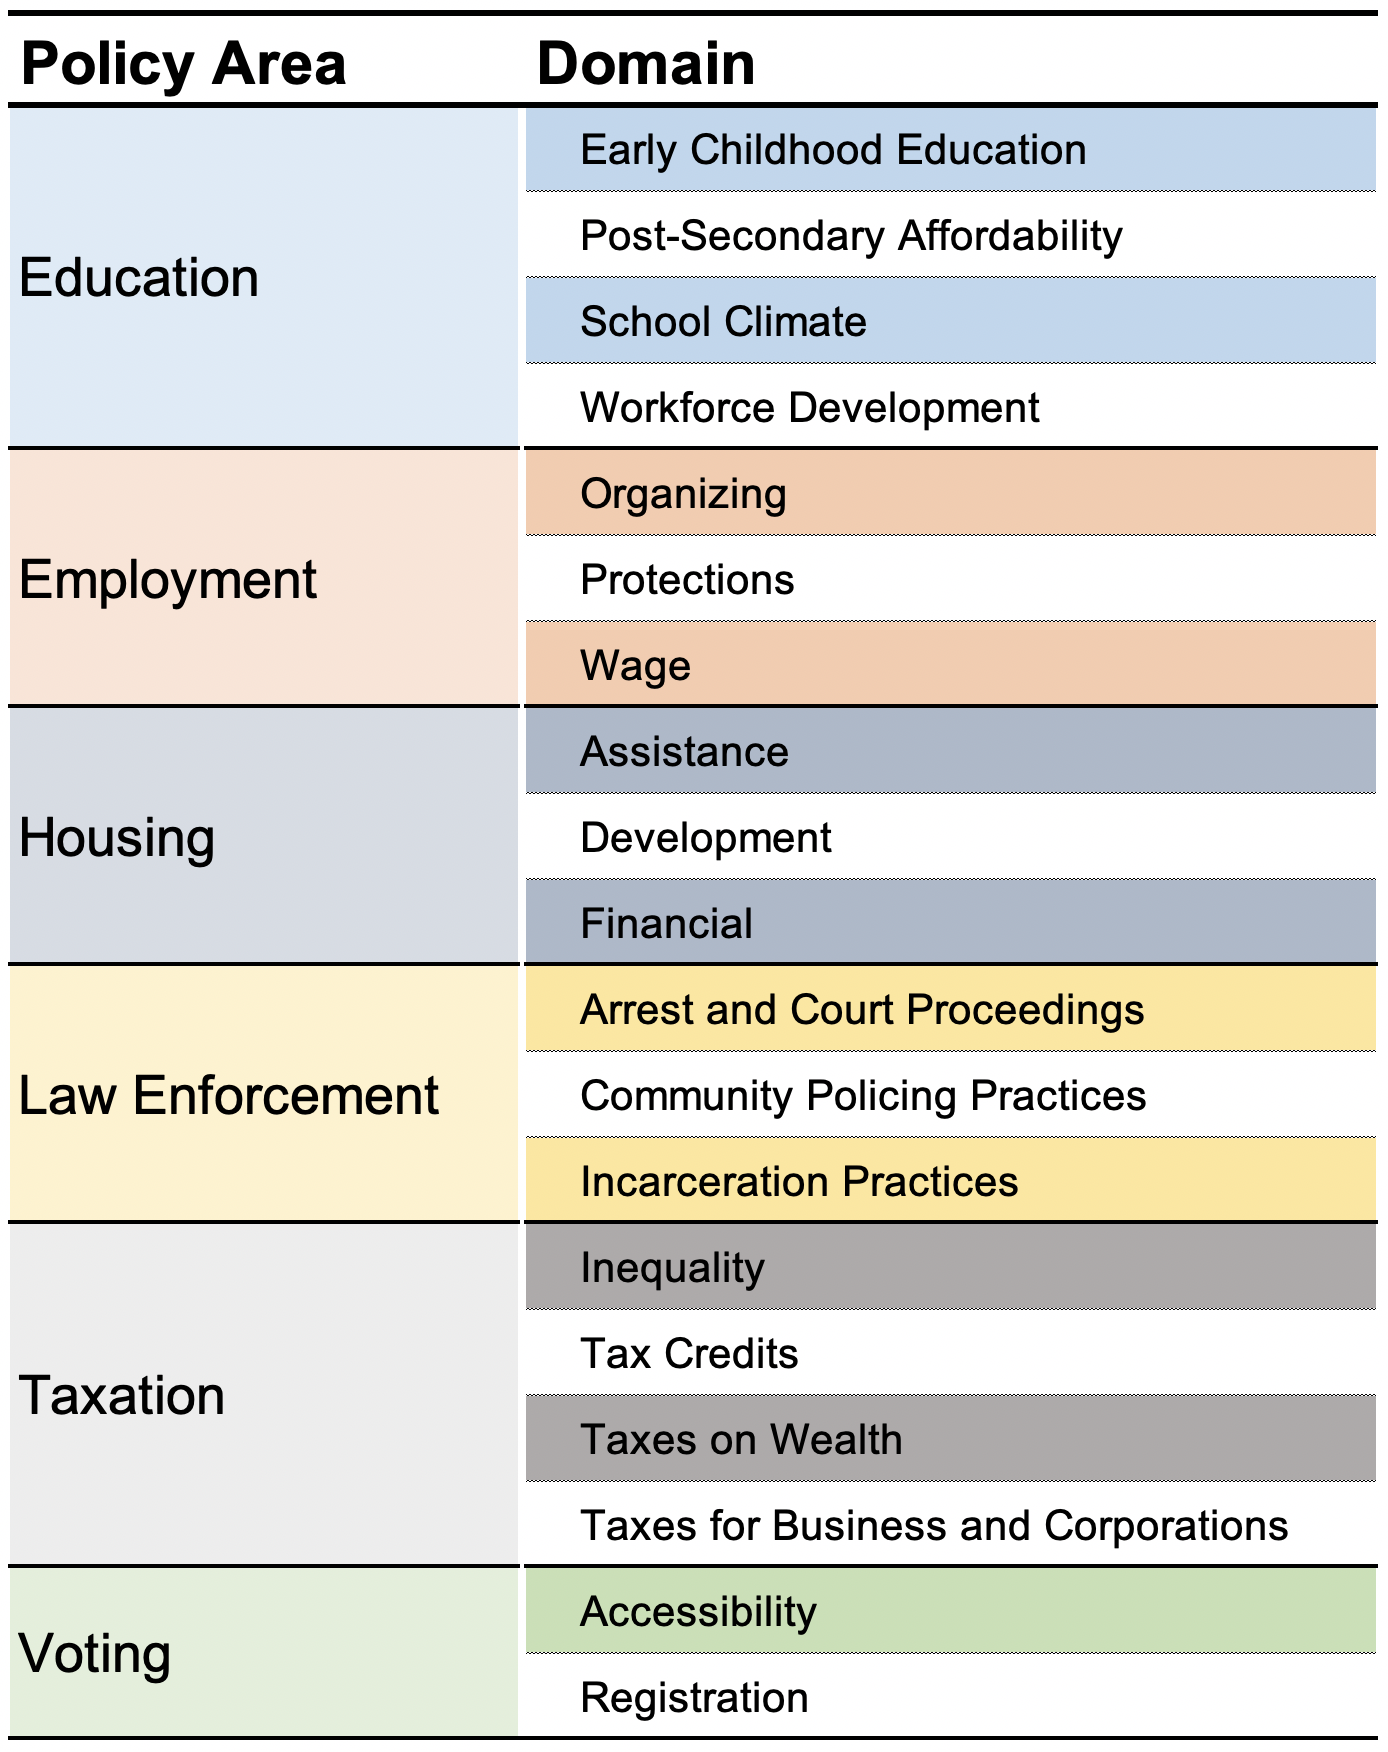 Policy Area Domain
Education
Early Childhood Education
Post-Secondary Affordability
School Climate
Workforce Development
Employment
Organizing
Protections
Wage
Housing
Assistance
Development
Financial
Law Enforcement
Arrest and Court Proceedings
Community Policing Practices
Incarceration Practices
Taxation
Inequality
Tax Credits
Taxes on Wealth
Taxes for Business and Corporations
Voting
Accessibility
Registration